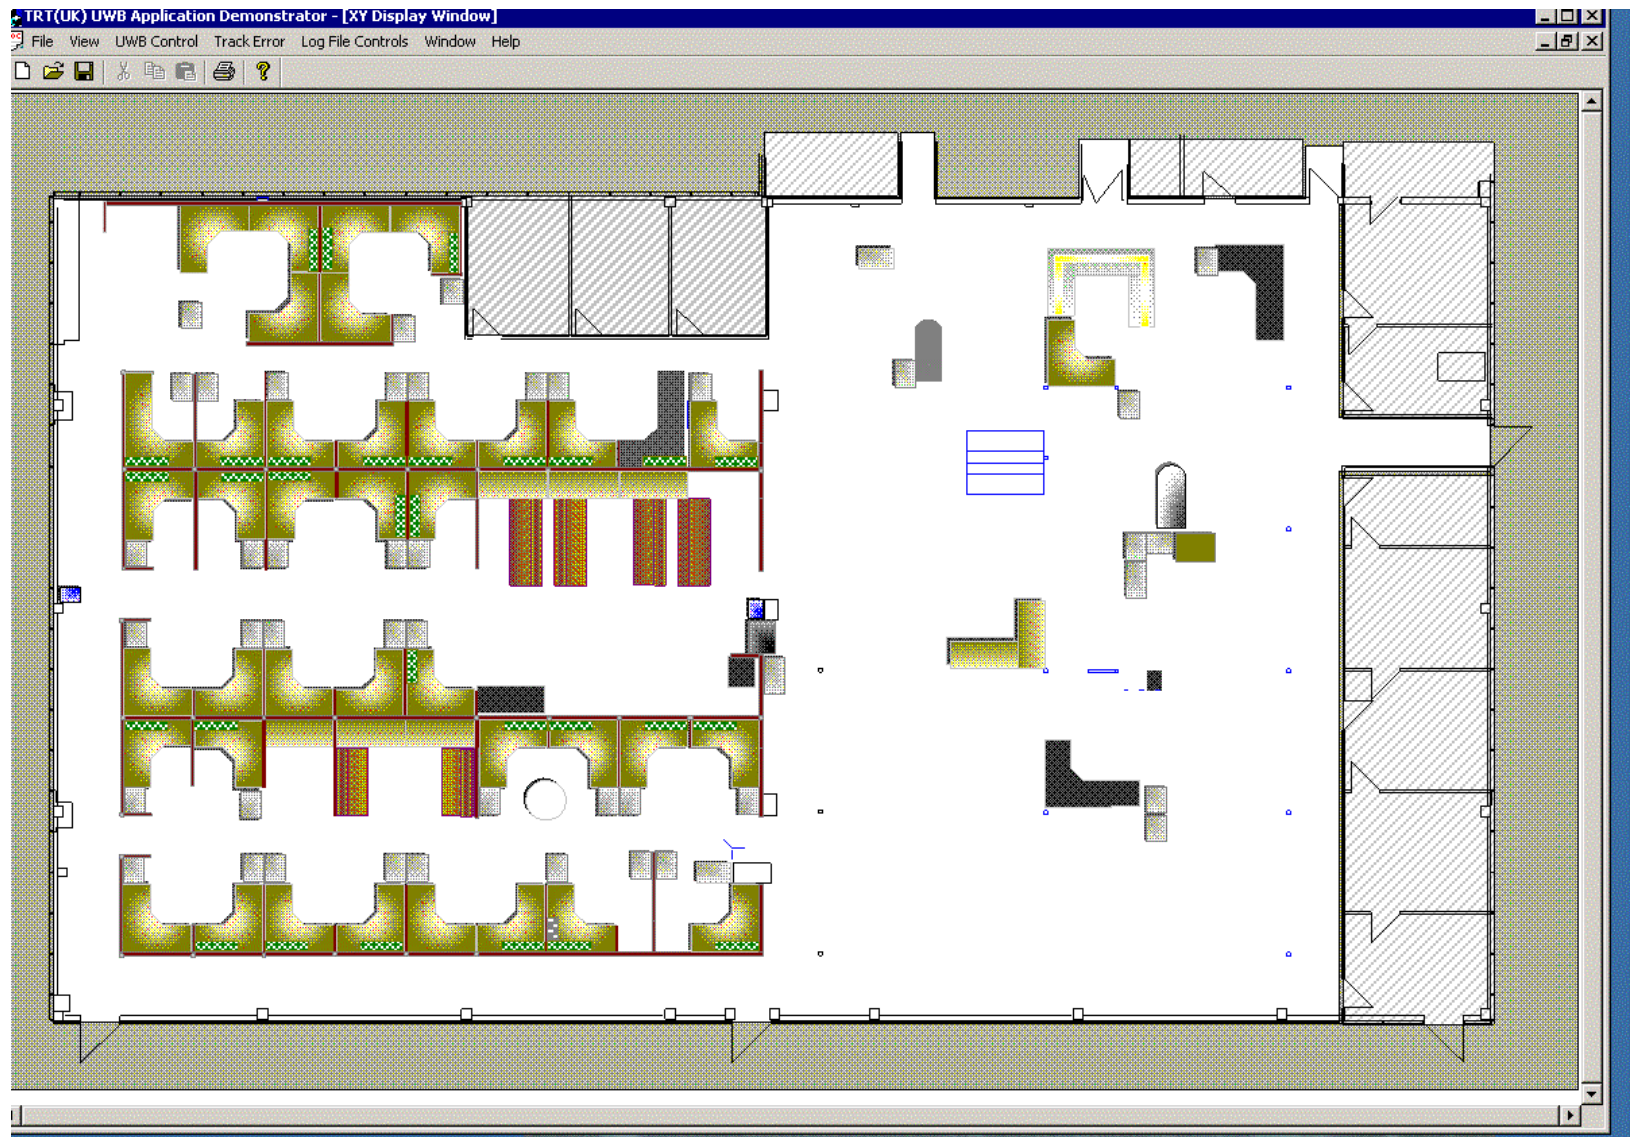 TRT(UK) UWB Application Demonstrator - [XY Display Window]
File View UWB Control Track Error Log File Controls Window Help